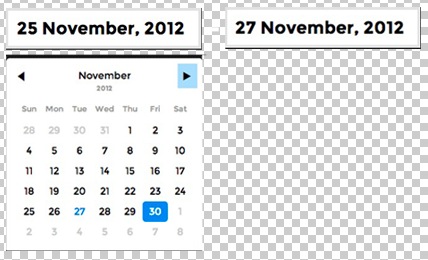 25 November, 2012
27 November, 2012
November
2012
Sun Mon Tue Wed Thu Fri Sat
28 29 30 31 1 2 3
4 5 6 7 8 9 10
11 12 13 14 15 16 17
18 19 20 21 22 23 24
25 26 27 28 29 30 1
2 3 4 5 6 7 8